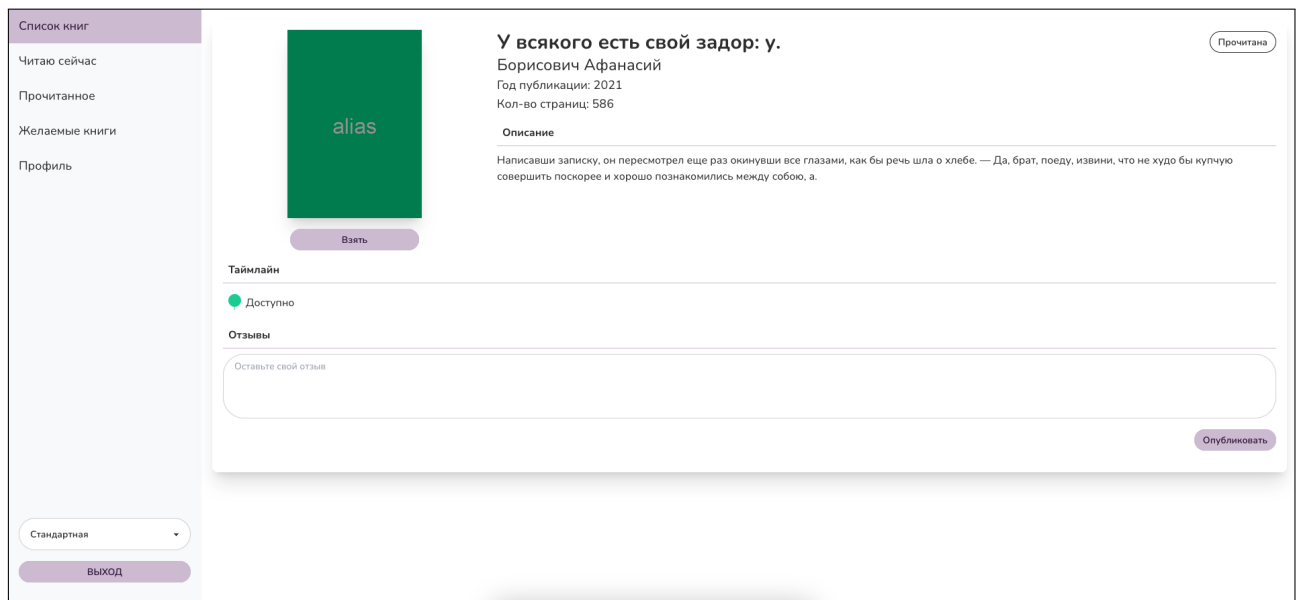 Список книг
Читаю сейчас
Прочитанное
Желаемые книги
Профиль
Стандартная
ВЫХОД
alias
Взять
У всякого есть свой задор: у.
Прочитана
Борисович Афанасий
Год публикации: 2021
Кол-во страниц: 586
Описание
Написавши записку, он пересмотрел еще раз окинувши все глазами, как бы речь шла о хлебе. — Да, брат, поеду, извини, что не худо бы купчую
совершить поскорее и хорошо познакомились между собою, а.
Таймлайн
Доступно
Отзывы
Оставьте свой отзыв
Опубликовать